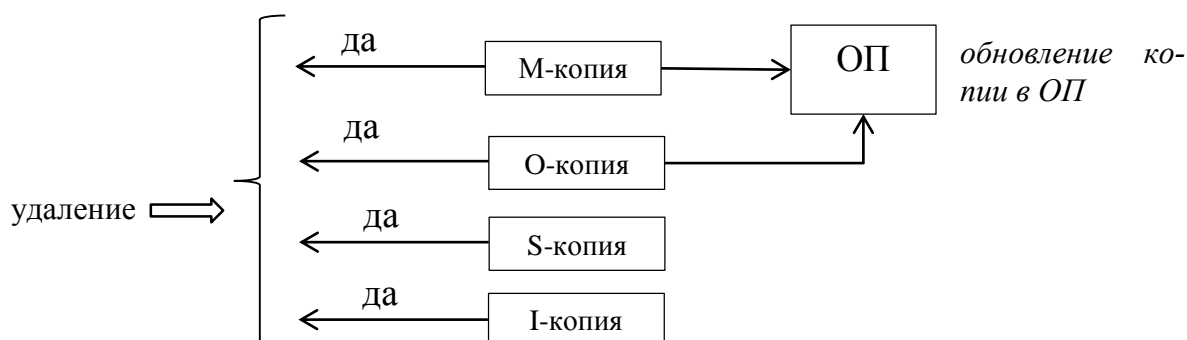 да
М-копия
ОП
обновление ко-
пии в ОП
да
О-копия
удаление
да
S-копия
да
I-копия